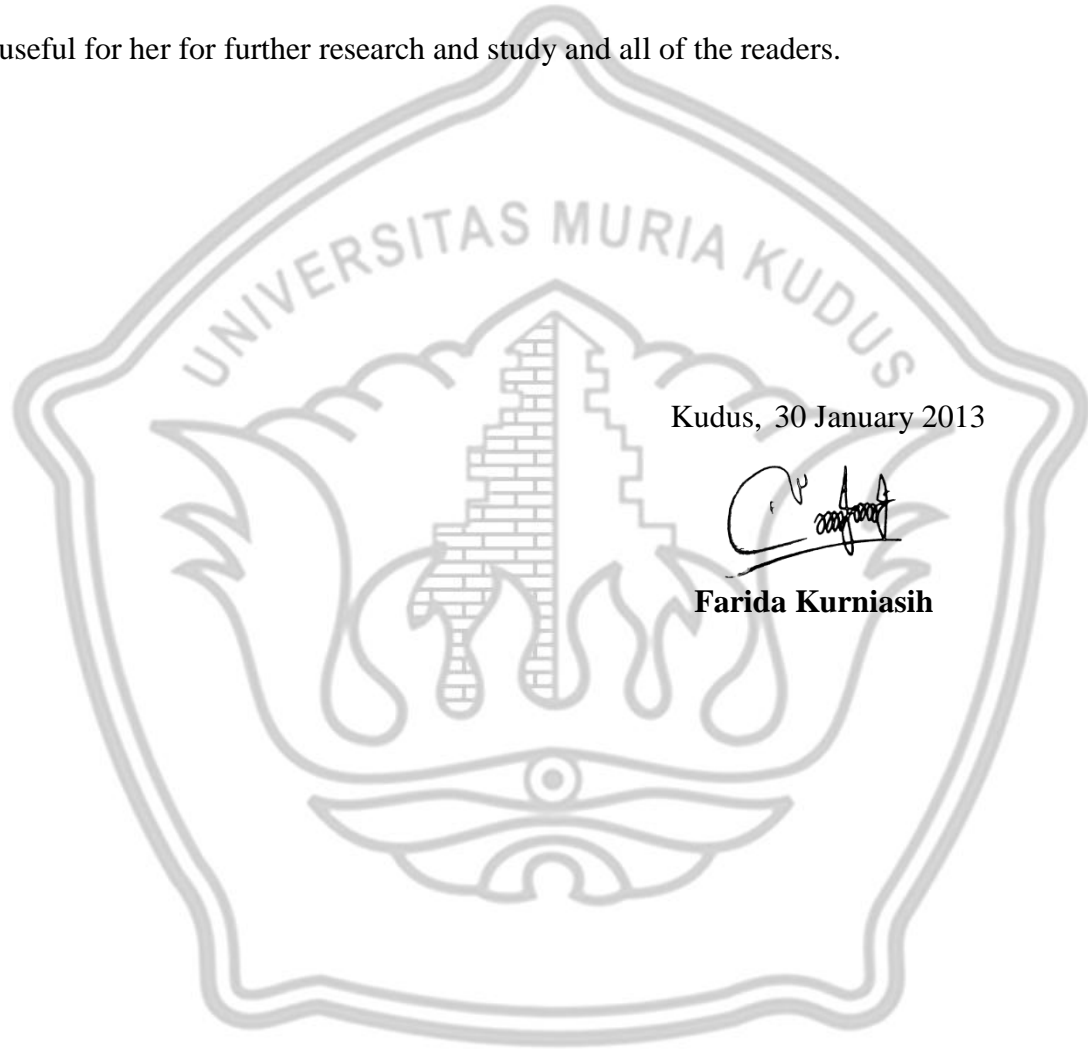 useful for her for further research and study and all of the readers.
UNIVERSITAS MURIA KUDUS
Kudus, 30 January 2013
Farida Kurniasih